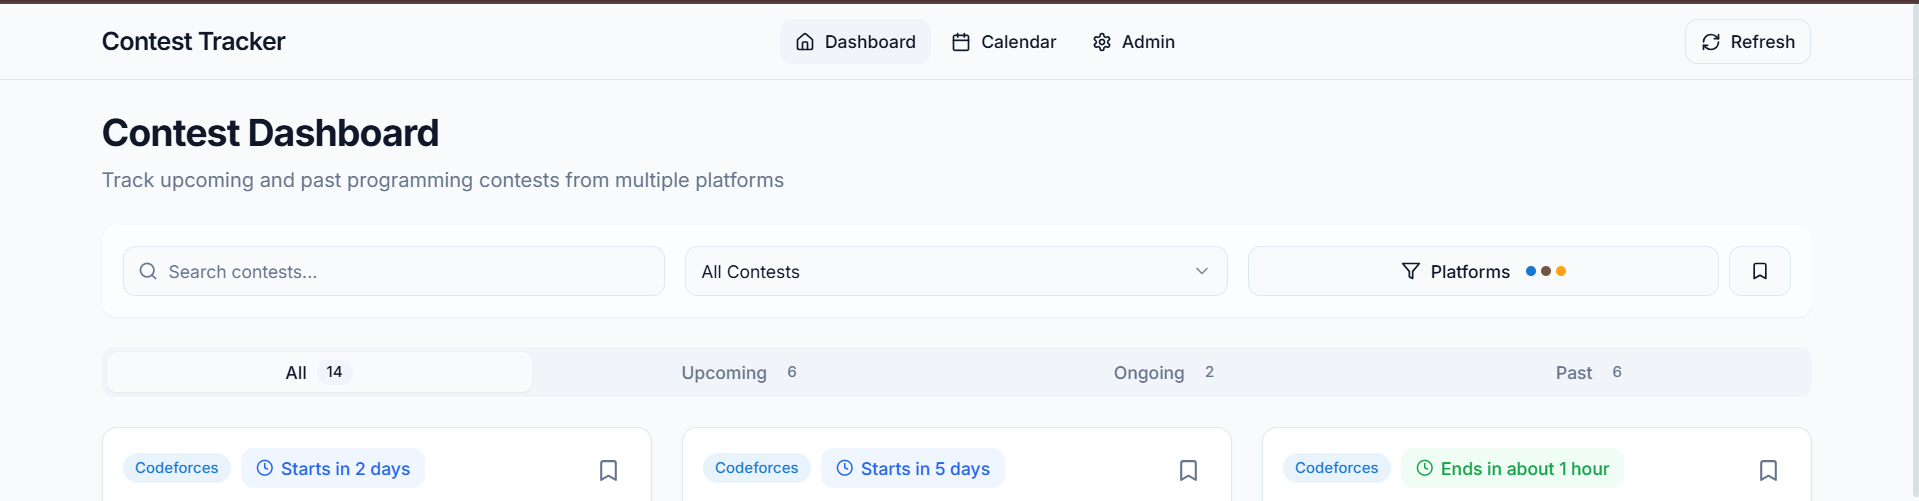 Contest Tracker
Dashboard
Calendar
Admin
Refresh
Contest Dashboard
Track upcoming and past programming contests from multiple platforms
Search contests...
All Contests
Platforms
All 14
Upcoming 6
Ongoing 2
Past 6
Codeforces Starts in 2 days
Codeforces Starts in 5 days
Codeforces Ends in about 1 hour